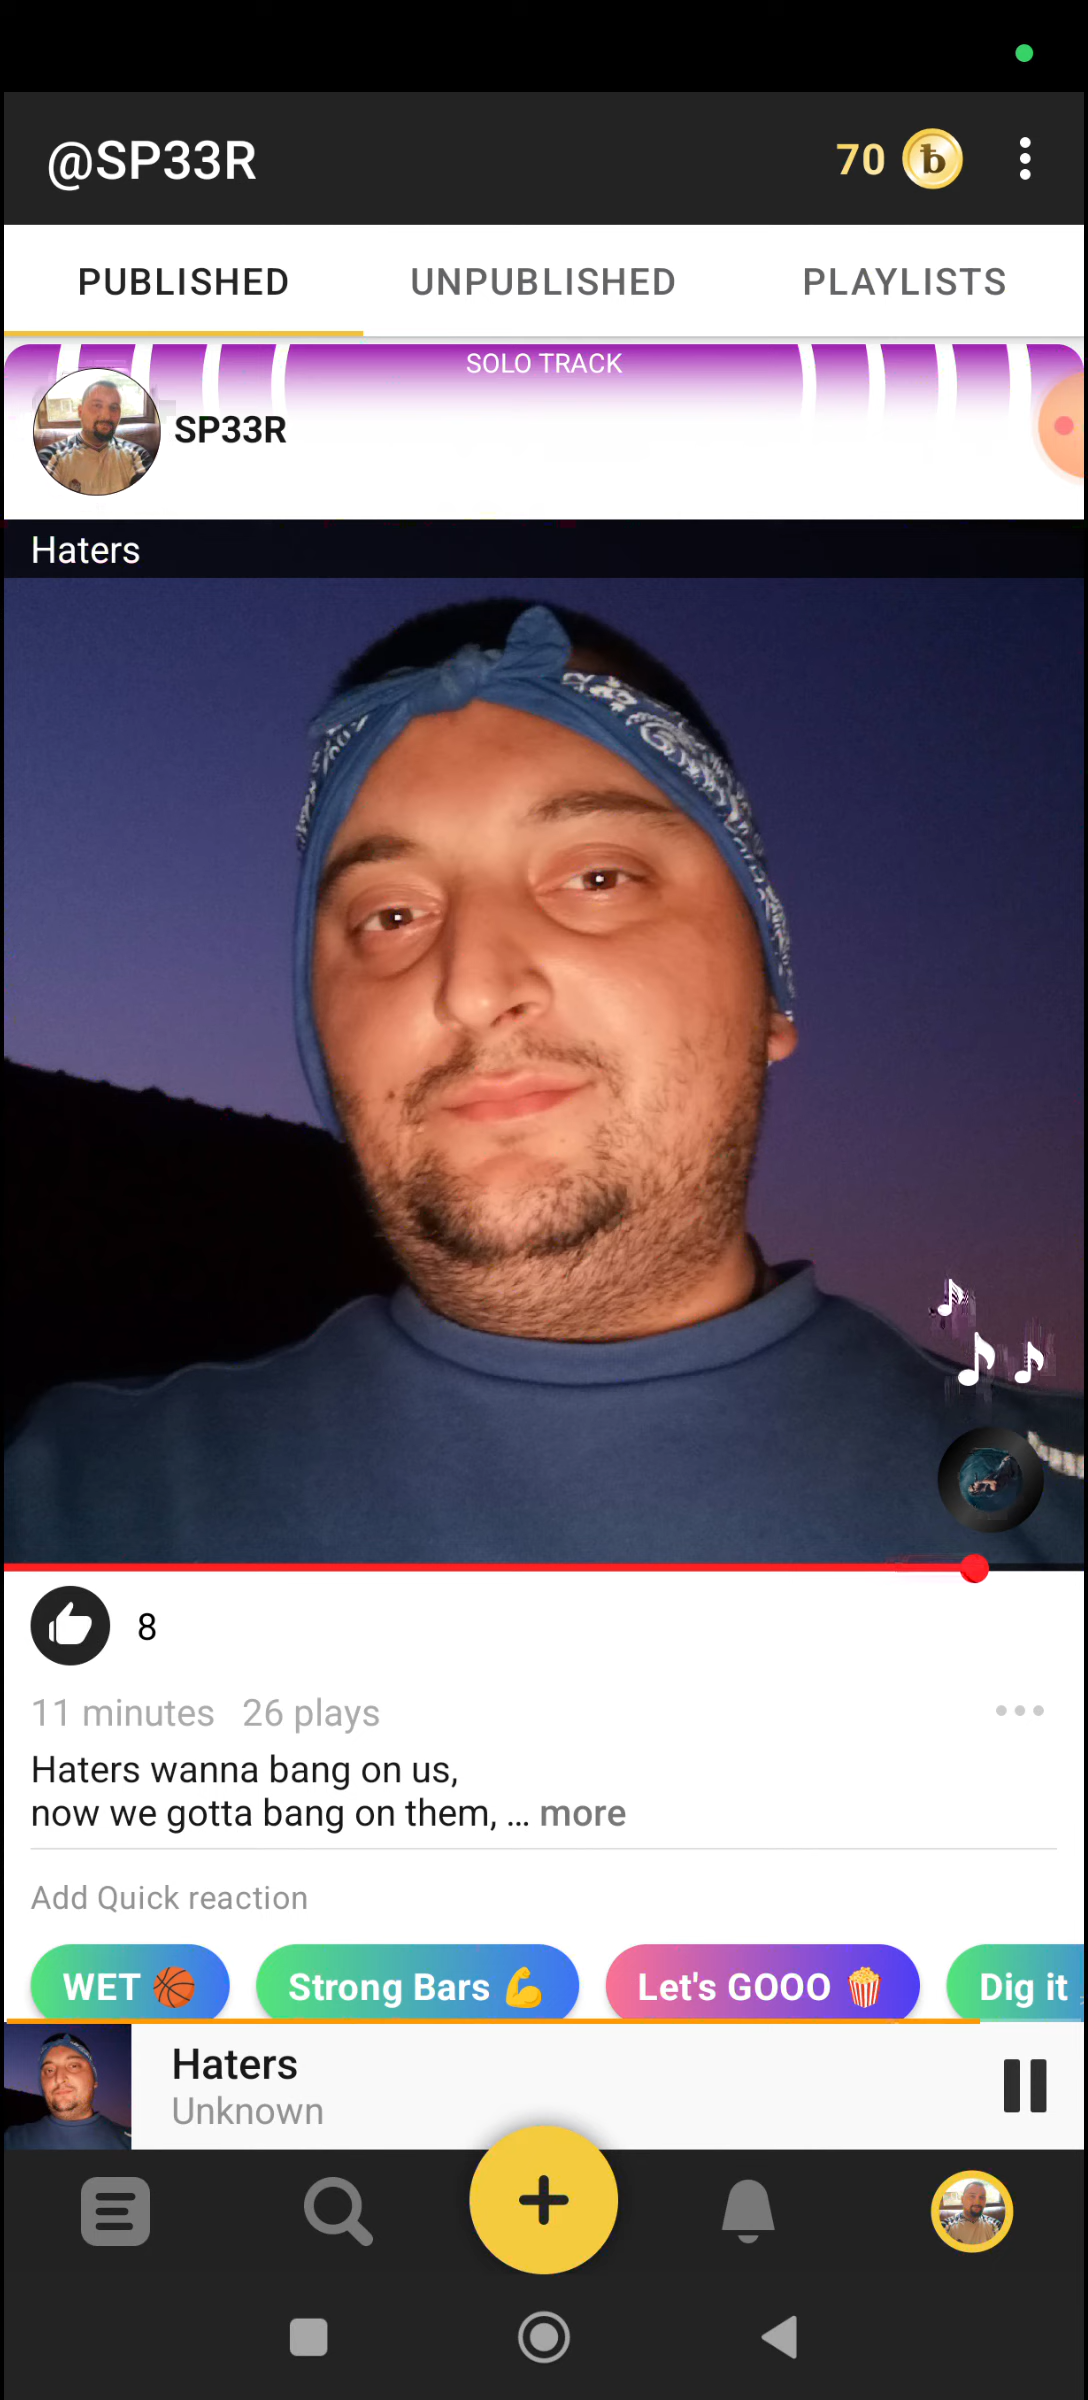 @SP33R
70
PUBLISHED UNPUBLISHED PLAYLISTS
SOLO TRACK
SP33R
Haters
8
11 minutes 26 plays
Haters wanna bang on us,
now we gotta bang on them, ... more
Add Quick reaction
WET 🏀 Strong Bars 💪 Let's GOOO 🍿 Dig it
Haters
Unknown